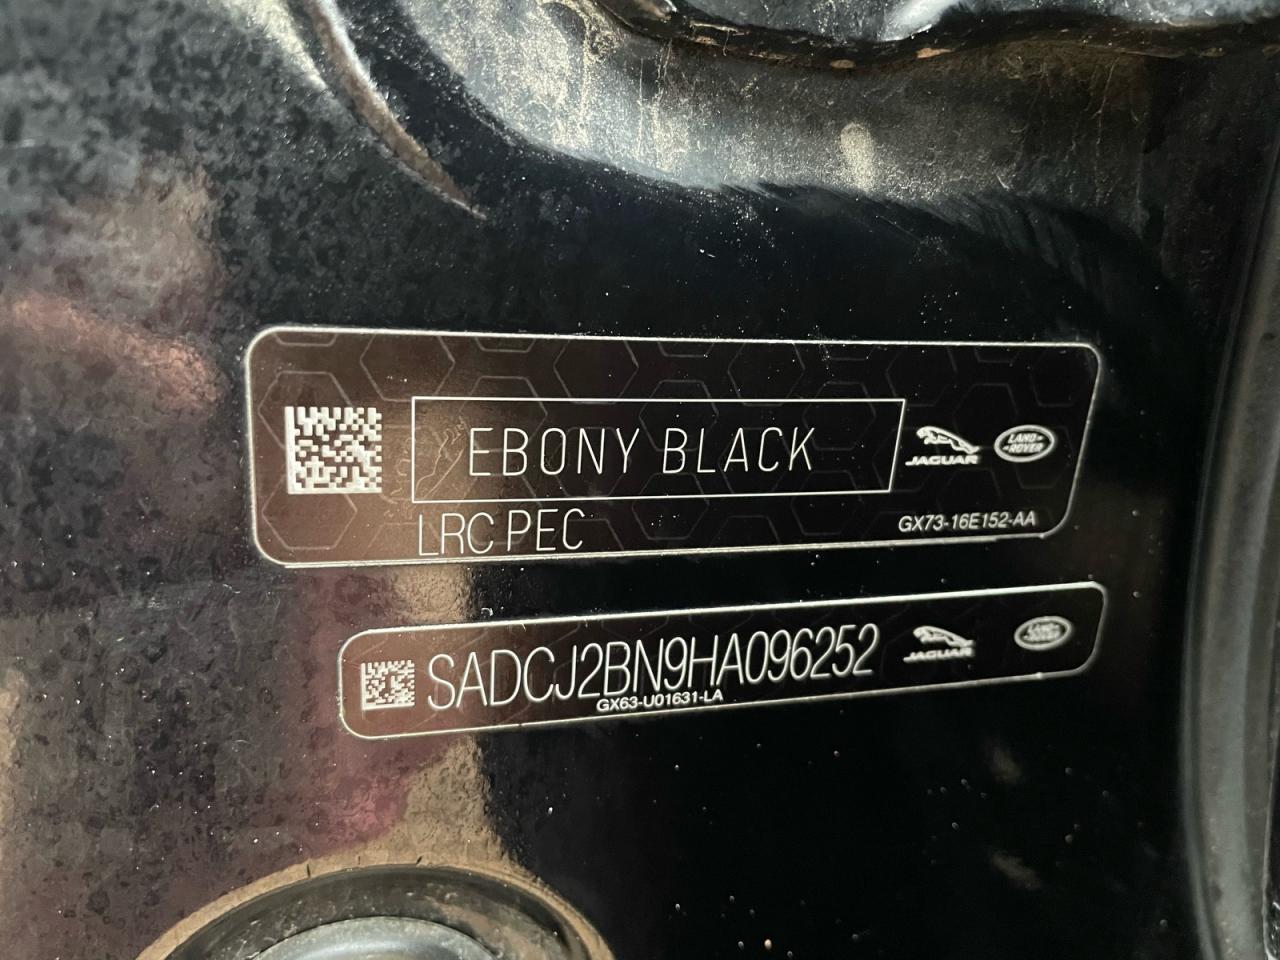 EBONY BLACK
JAGUAR
LAND-
-ROVER
LRC PEC
GX73-16E152-AA
SADCJ2BN9HA096252
GX63-U01631-LA
JAGUAR
LAND-
-ROVER